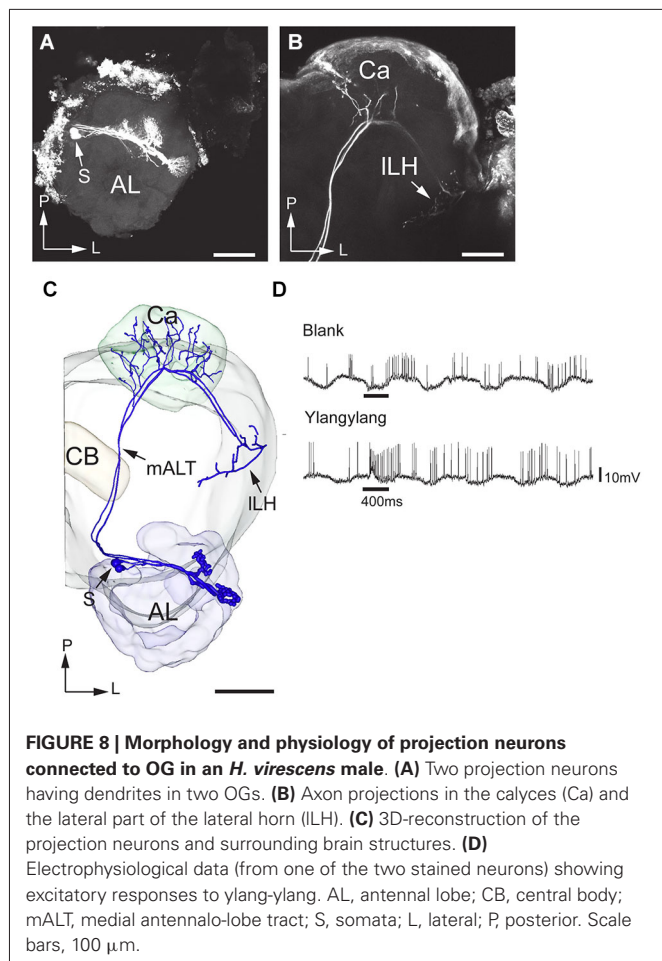 A
S
AL
P
L
B
Ca
lLH
P
L
C
Ca
CB
mALT
lLH
S
AL
P
L
D
Blank
Ylangylang
10mV
400ms
FIGURE 8 | Morphology and physiology of projection neurons
connected to OG in an H. virescens male. (A) Two projection neurons
having dendrites in two OGs. (B) Axon projections in the calyces (Ca) and
the lateral part of the lateral horn (lLH). (C) 3D-reconstruction of the
projection neurons and surrounding brain structures. (D)
Electrophysiological data (from one of the two stained neurons) showing
excitatory responses to ylang-ylang. AL, antennal lobe; CB, central body;
mALT, medial antennalo-lobe tract; S, somata; L, lateral; P, posterior. Scale
bars, 100 μm.